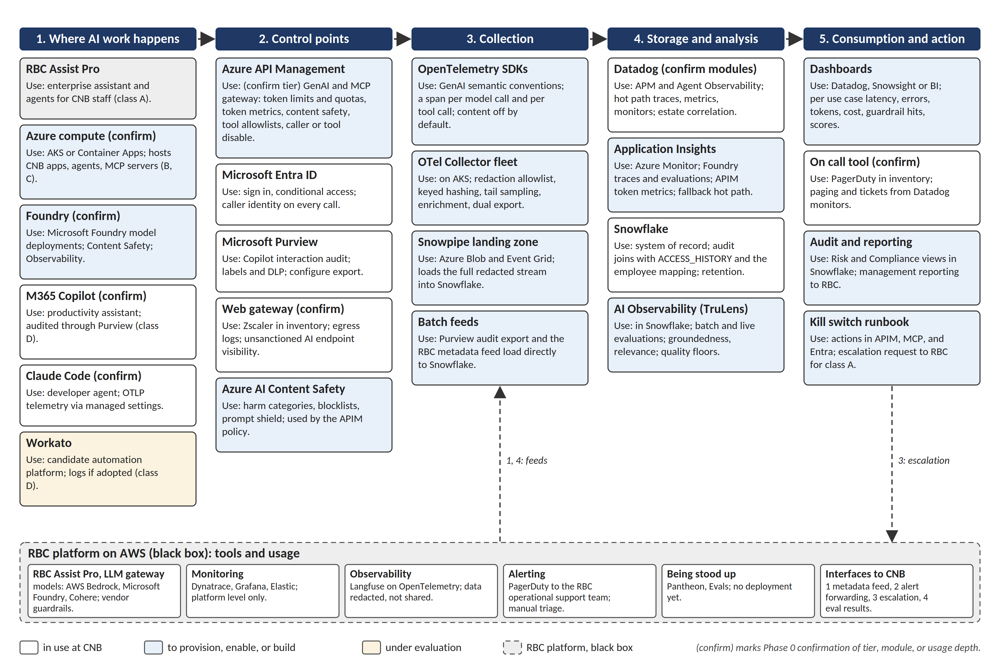 1. Where AI work happens
2. Control points
3. Collection
4. Storage and analysis
5. Consumption and action
RBC Assist Pro
Use: enterprise assistant and
agents for CNB staff (class A).
Azure compute (confirm)
Use: AKS or Container Apps; hosts
CNB apps, agents, MCP servers (B,
C).
Foundry (confirm)
Use: Microsoft Foundry model
deployments; Content Safety;
Observability.
M365 Copilot (confirm)
Use: productivity assistant;
audited through Purview (class
D).
Claude Code (confirm)
Use: developer agent; OTLP
telemetry via managed settings.
Workato
Use: candidate automation
platform; logs if adopted (class
D).
Azure API Management
Use: (confirm tier) GenAI and MCP
gateway: token limits and quotas,
token metrics, content safety,
tool allowlists, caller or tool
disable.
Microsoft Entra ID
Use: sign in, conditional access;
caller identity on every call.
Microsoft Purview
Use: Copilot interaction audit;
labels and DLP; configure export.
Web gateway (confirm)
Use: Zscaler in inventory; egress
logs; unsanctioned AI endpoint
visibility.
Azure AI Content Safety
Use: harm categories, blocklists,
prompt shield; used by the APIM
policy.
OpenTelemetry SDKs
Use: GenAI semantic conventions;
a span per model call and per
tool call; content off by
default.
OTel Collector fleet
Use: on AKS; redaction allowlist,
keyed hashing, tail sampling,
enrichment, dual export.
Snowpipe landing zone
Use: Azure Blob and Event Grid;
loads the full redacted stream
into Snowflake.
Batch feeds
Use: Purview audit export and the
RBC metadata feed load directly
to Snowflake.
Datadog (confirm modules)
Use: APM and Agent Observability;
hot path traces, metrics,
monitors; estate correlation.
Application Insights
Use: Azure Monitor; Foundry
traces and evaluations; APIM
token metrics; fallback hot path.
Snowflake
Use: system of record; audit
joins with ACCESS_HISTORY and the
employee mapping; retention.
AI Observability (TruLens)
Use: in Snowflake; batch and live
evaluations; groundedness,
relevance; quality floors.
Dashboards
Use: Datadog, Snowsight or BI;
per use case latency, errors,
tokens, cost, guardrail hits,
scores.
On call tool (confirm)
Use: PagerDuty in inventory;
paging and tickets from Datadog
monitors.
Audit and reporting
Use: Risk and Compliance views in
Snowflake; management reporting
to RBC.
Kill switch runbook
Use: actions in APIM, MCP, and
Entra; escalation request to RBC
for class A.
1, 4: feeds
3: escalation
RBC platform on AWS (black box): tools and usage
RBC Assist Pro, LLM gateway
models: AWS Bedrock, Microsoft
Foundry, Cohere; vendor
guardrails.
Monitoring
Dynatrace, Grafana, Elastic;
platform level only.
Observability
Langfuse on OpenTelemetry; data
redacted, not shared.
Alerting
PagerDuty to the RBC
operational support team;
manual triage.
Being stood up
Pantheon, Evals; no deployment
yet.
Interfaces to CNB
1 metadata feed, 2 alert
forwarding, 3 escalation, 4
eval results.
in use at CNB
to provision, enable, or build
under evaluation
RBC platform, black box
(confirm) marks Phase 0 confirmation of tier, module, or usage depth.